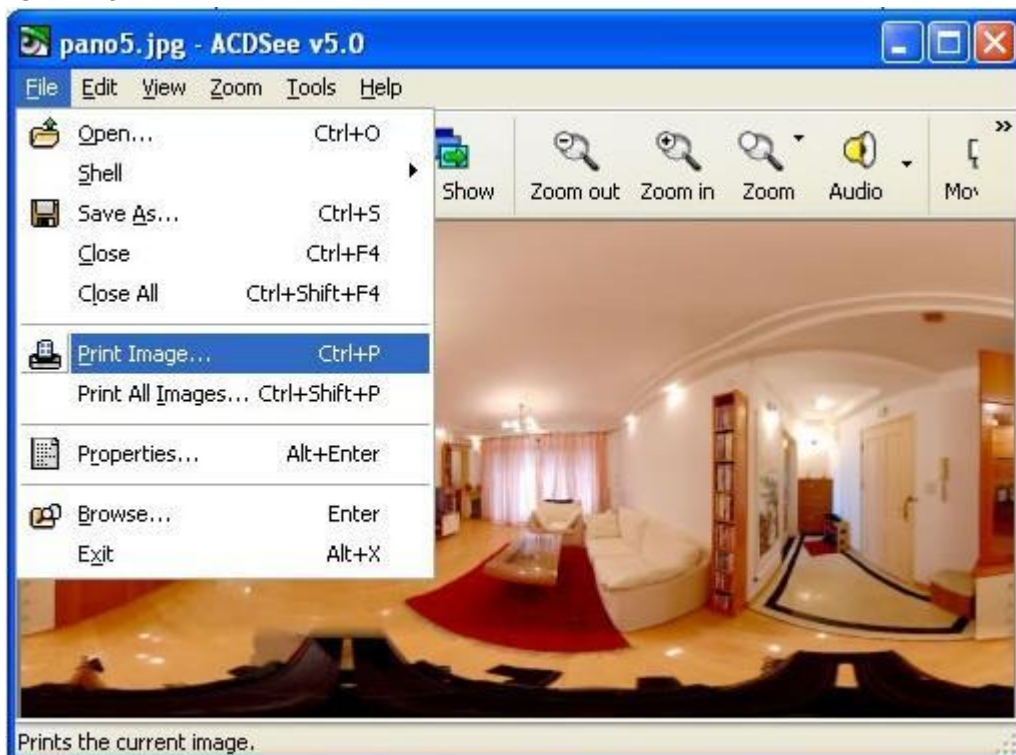 pano5.jpg - ACDSee v5.0
File Edit View Zoom Tools Help
Open... Ctrl+O
Shell
Save As... Ctrl+S
Close Ctrl+F4
Close All Ctrl+Shift+F4
Print Image... Ctrl+P
Print All Images... Ctrl+Shift+P
Properties... Alt+Enter
Browse... Enter
Exit Alt+X
Show Zoom out Zoom in Zoom Audio
Prints the current image.